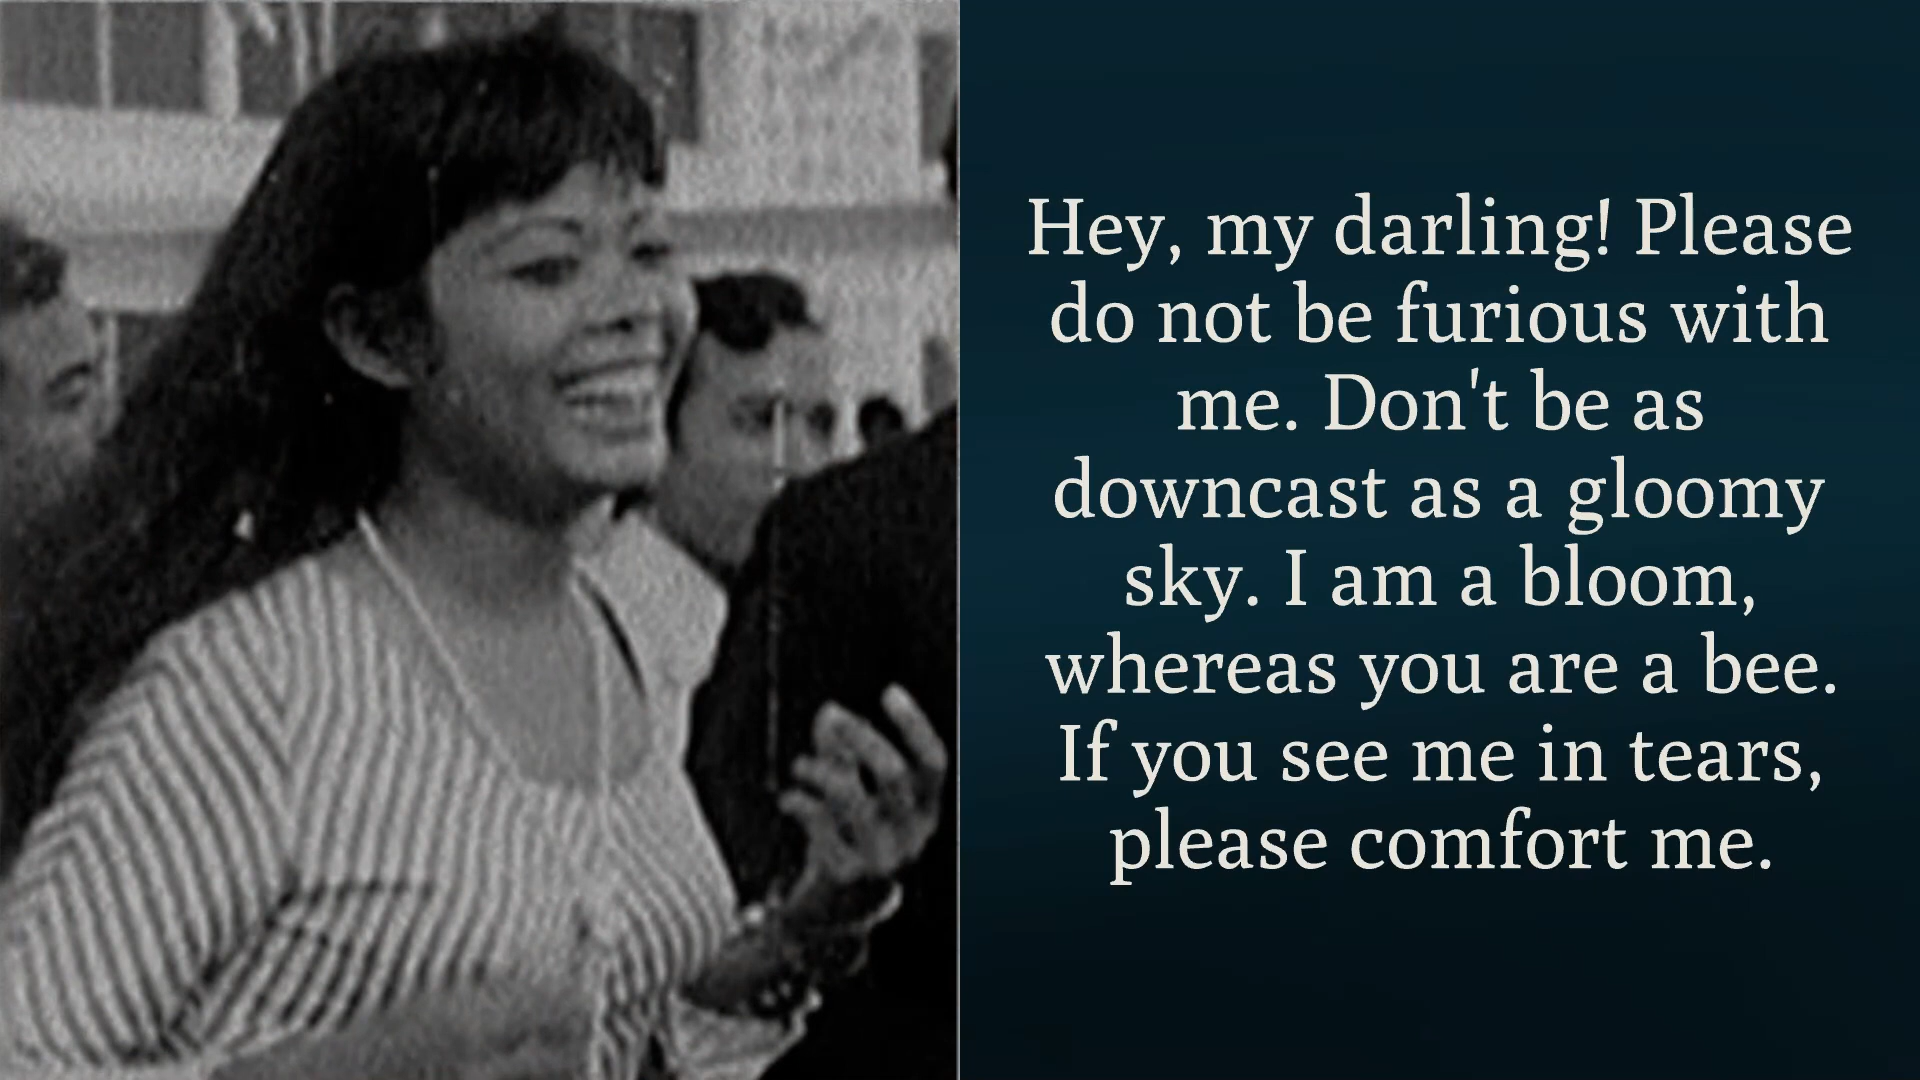 Hey, my darling! Please
do not be furious with
me. Don't be as
downcast as a gloomy
sky. I am a bloom,
whereas you are a bee.
If you see me in tears,
please comfort me.